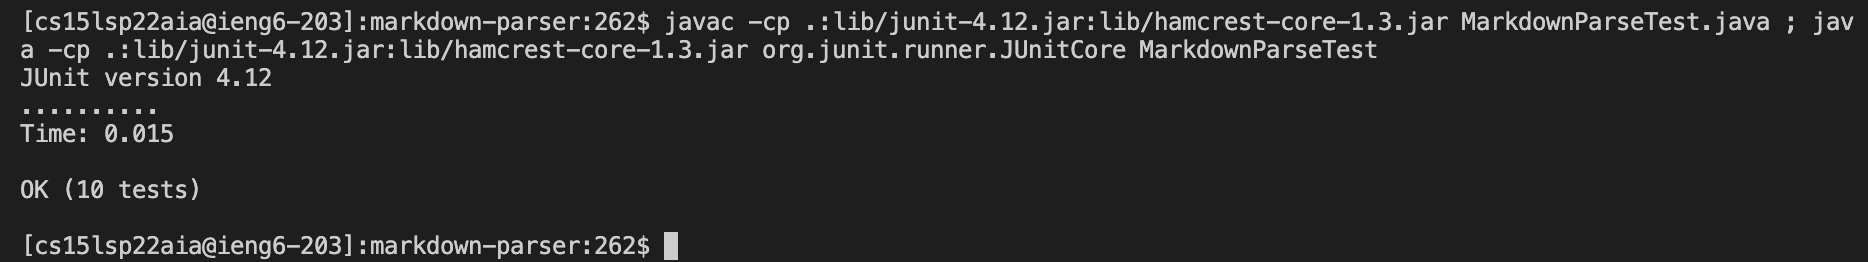 [cs15lsp22aia@ieng6-203]:markdown-parser:262$ javac -cp .:lib/junit-4.12.jar:lib/hamcrest-core-1.3.jar MarkdownParseTest.java ; jav
a -cp .:lib/junit-4.12.jar:lib/hamcrest-core-1.3.jar org.junit.runner.JUnitCore MarkdownParseTest
JUnit version 4.12
..........
Time: 0.015
OK (10 tests)
[cs15lsp22aia@ieng6-203]:markdown-parser:262$